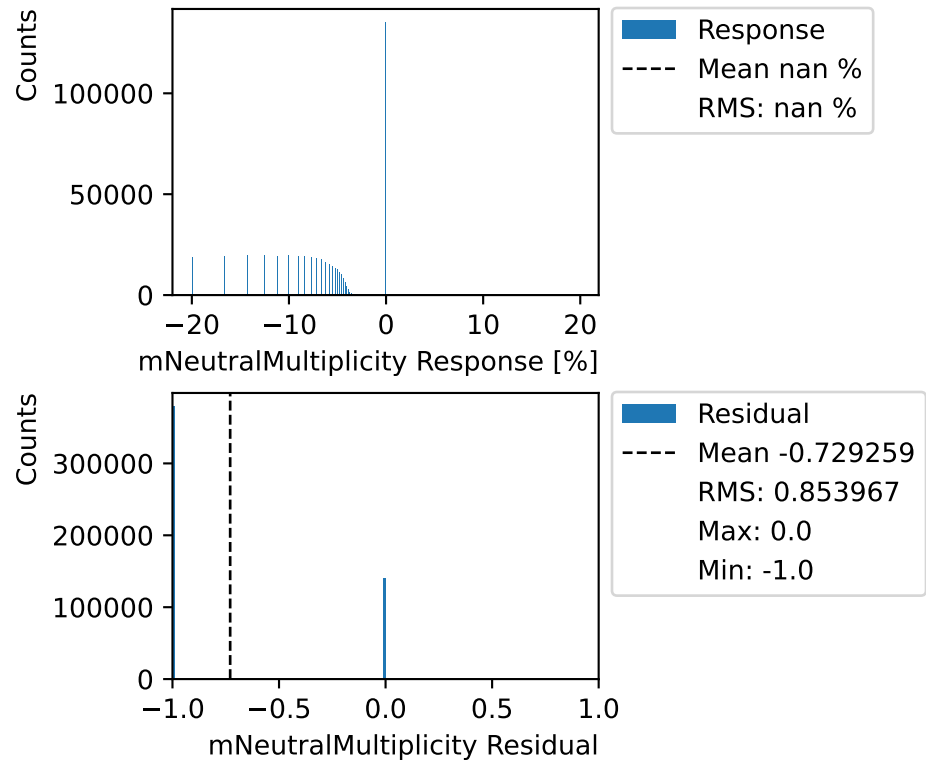 Counts
100000
50000
0
−20
−10
0
10
20
mNeutralMultiplicity Response [%]
Response
Mean nan %
RMS: nan %
Counts
300000
200000
100000
0
−1.0
−0.5
0.0
0.5
1.0
mNeutralMultiplicity Residual
Residual
Mean -0.729259
RMS: 0.853967
Max: 0.0
Min: -1.0